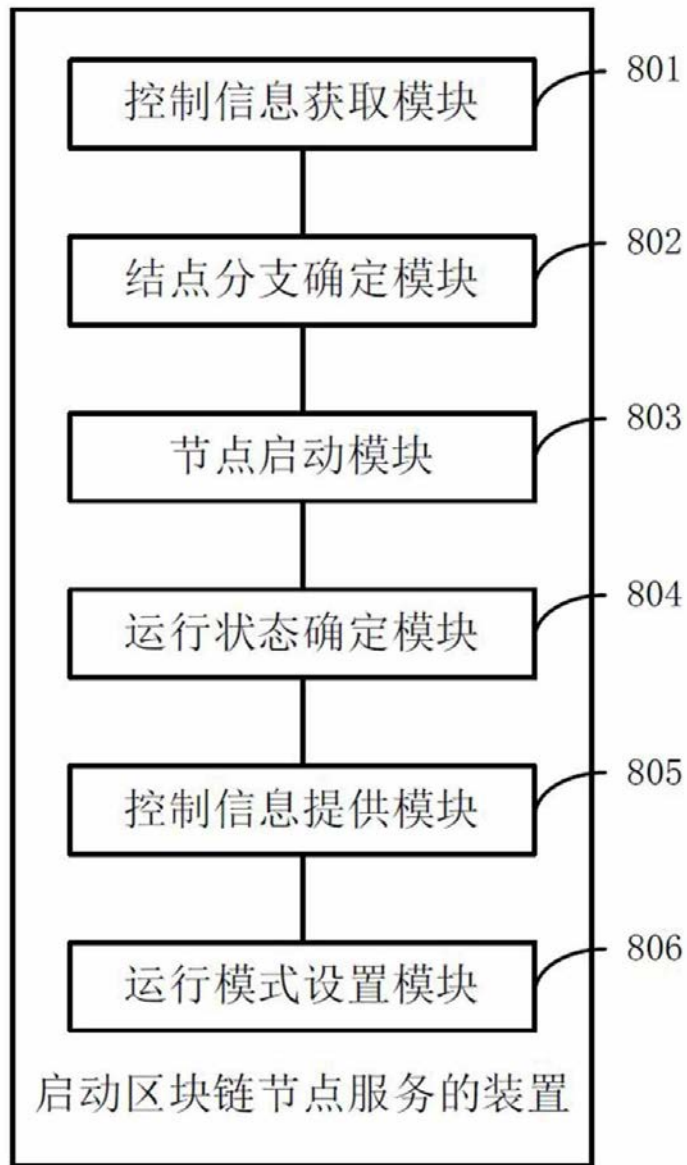 控制信息获取模块
801
结点分支确定模块
802
节点启动模块
803
运行状态确定模块
804
控制信息提供模块
805
运行模式设置模块
806
启动区块链节点服务的装置